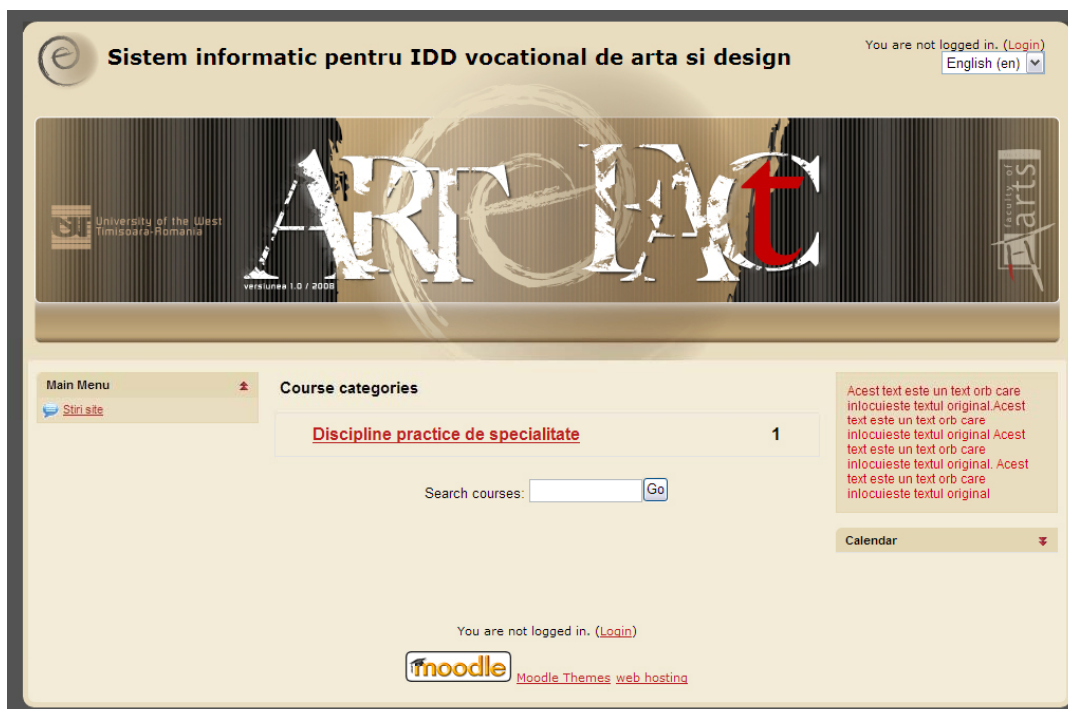 Sistem informatic pentru IDD vocational de arta si design
You are not logged in. (Login)
English (en)
University of the West
Timisoara-Romania
ARTeFACt
versiunea 1.0 / 2008
faculty of
arts
Main Menu
Stiri site
Course categories
Discipline practice de specialitate 1
Search courses: Go
Acest text este un text orb care
inlocuieste textul original.Acest
text este un text orb care
inlocuieste textul original Acest
text este un text orb care
inlocuieste textul original. Acest
text este un text orb care
inlocuieste textul original
Calendar
You are not logged in. (Login)
moodle Moodle Themes web hosting